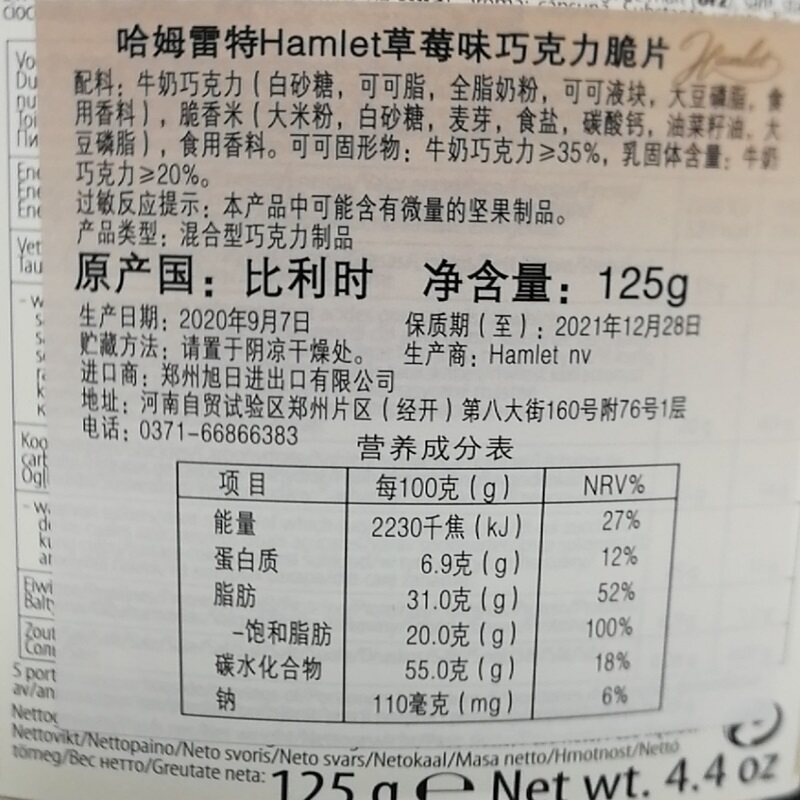 哈姆雷特Hamlet草莓味巧克力脆片
Hamlet
配料：牛奶巧克力（白砂糖，可可脂，全脂奶粉，可可液块，大豆磷脂，食
用香料），脆香米（大米粉，白砂糖，麦芽，食盐，碳酸钙，油菜籽油，大
豆磷脂），食用香料。可可固形物：牛奶巧克力≥35%，乳固体含量：牛奶
巧克力≥20%。
过敏反应提示：本产品中可能含有微量的坚果制品。
产品类型：混合型巧克力制品
原产国：比利时 净含量：125g
生产日期：2020年9月7日 保质期（至）：2021年12月28日
贮藏方法：请置于阴凉干燥处。 生产商：Hamlet nv
进口商：郑州旭日进出口有限公司
地址：河南自贸试验区郑州片区（经开）第八大街160号附76号1层
电话：0371-66866383
营养成分表
项目 每100克（g） NRV%
能量 2230千焦（kJ） 27%
蛋白质 6.9克（g） 12%
脂肪 31.0克（g） 52%
-饱和脂肪 20.0克（g） 100%
碳水化合物 55.0克（g） 18%
钠 110毫克（mg） 6%
Nettovikt/Nettopaino/Neto svoris/Neto svars/Netokaal/Masa netto/Hmotnost/Nettó
tömeg/Вес нетто/Greutate neta: 125 g e Net wt. 4.4 oz